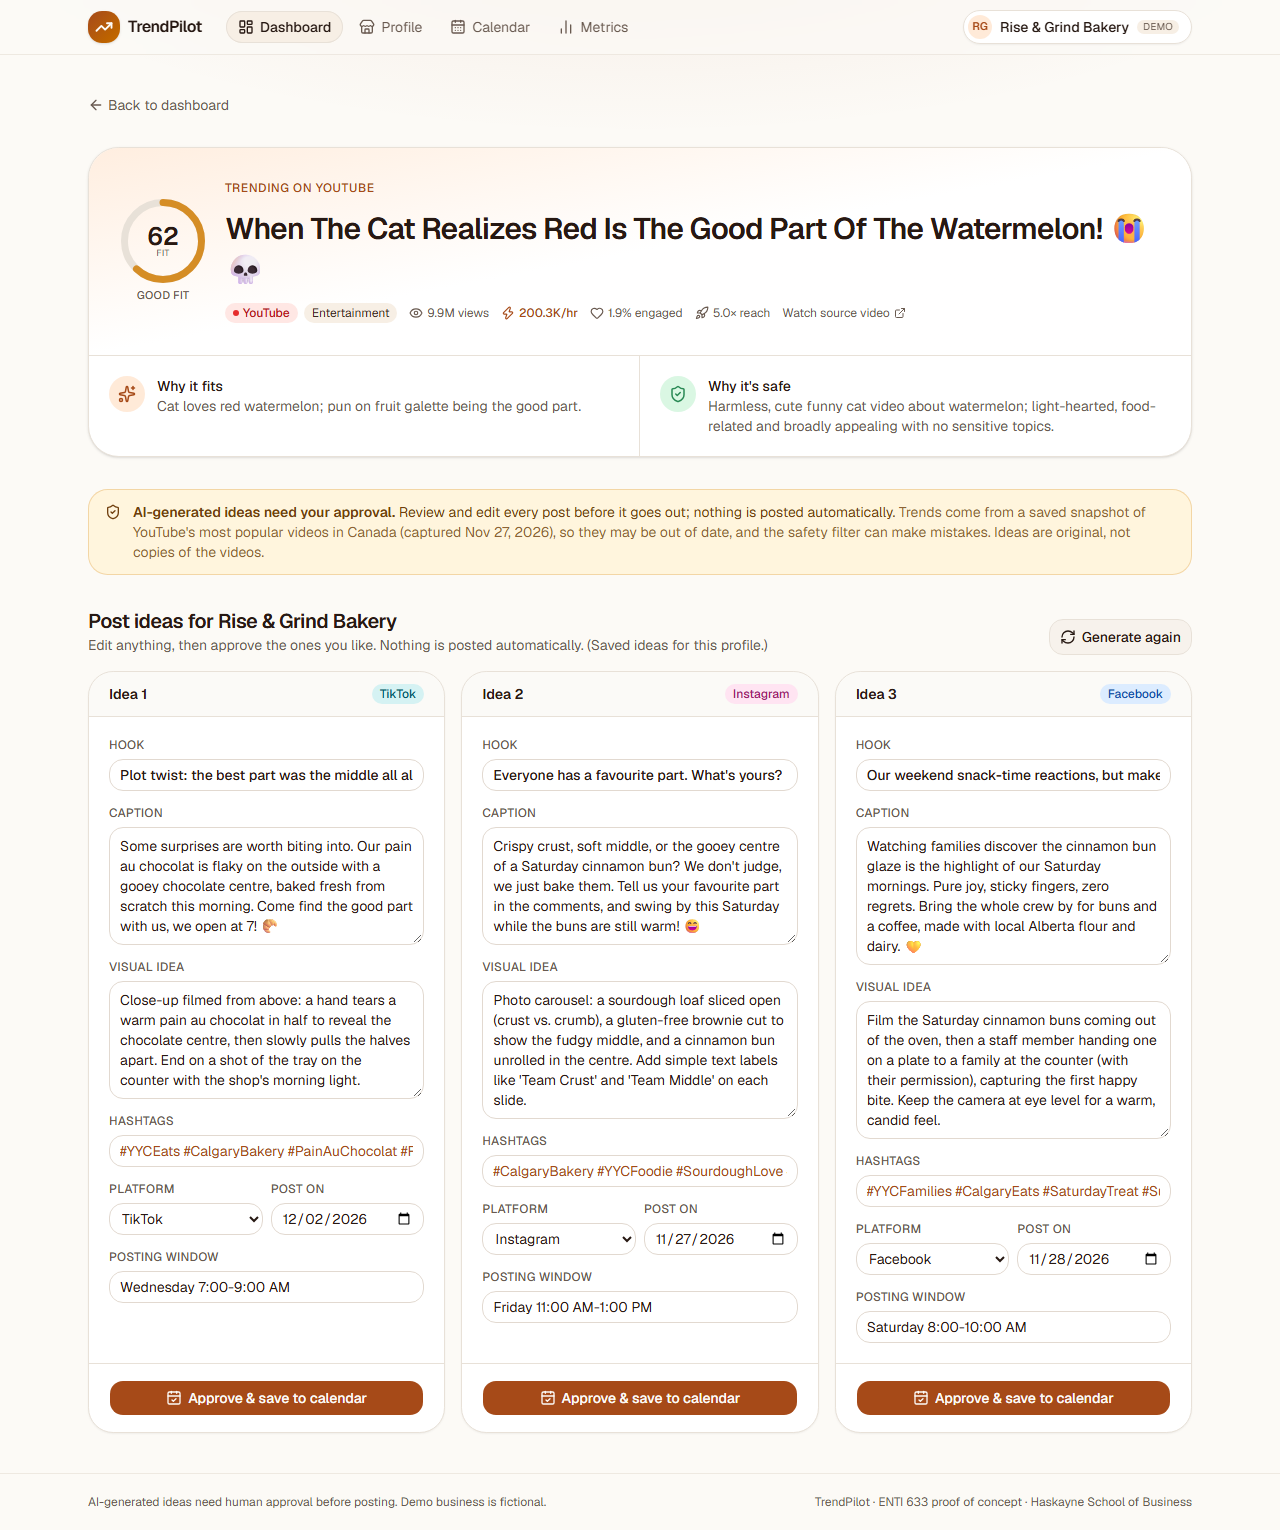 TrendPilot
Dashboard
Profile
Calendar
Metrics
RG Rise & Grind Bakery DEMO
Back to dashboard
62
FIT
GOOD FIT
TRENDING ON YOUTUBE
When The Cat Realizes Red Is The Good Part Of The Watermelon! 😭
💀
YouTube Entertainment 9.9M views 200.3K/hr 1.9% engaged 5.0× reach Watch source video
Why it fits
Cat loves red watermelon; pun on fruit galette being the good part.
Why it's safe
Harmless, cute funny cat video about watermelon; light-hearted, food-
related and broadly appealing with no sensitive topics.
AI-generated ideas need your approval. Review and edit every post before it goes out; nothing is posted automatically. Trends come from a saved snapshot of
YouTube's most popular videos in Canada (captured Nov 27, 2026), so they may be out of date, and the safety filter can make mistakes. Ideas are original, not
copies of the videos.
Post ideas for Rise & Grind Bakery
Edit anything, then approve the ones you like. Nothing is posted automatically. (Saved ideas for this profile.)
Generate again
Idea 1 TikTok
HOOK
Plot twist: the best part was the middle all al
CAPTION
Some surprises are worth biting into. Our pain
au chocolat is flaky on the outside with a
gooey chocolate centre, baked fresh from
scratch this morning. Come find the good part
with us, we open at 7! 🥐
VISUAL IDEA
Close-up filmed from above: a hand tears a
warm pain au chocolat in half to reveal the
chocolate centre, then slowly pulls the halves
apart. End on a shot of the tray on the
counter with the shop's morning light.
HASHTAGS
#YYCEats #CalgaryBakery #PainAuChocolat #F
PLATFORM
TikTok
POST ON
12/02/2026
POSTING WINDOW
Wednesday 7:00-9:00 AM
Approve & save to calendar
Idea 2 Instagram
HOOK
Everyone has a favourite part. What's yours?
CAPTION
Crispy crust, soft middle, or the gooey centre
of a Saturday cinnamon bun? We don't judge,
we just bake them. Tell us your favourite part
in the comments, and swing by this Saturday
while the buns are still warm! 😄
VISUAL IDEA
Photo carousel: a sourdough loaf sliced open
(crust vs. crumb), a gluten-free brownie cut to
show the fudgy middle, and a cinnamon bun
unrolled in the centre. Add simple text labels
like 'Team Crust' and 'Team Middle' on each
slide.
HASHTAGS
#CalgaryBakery #YYCFoodie #SourdoughLove
PLATFORM
Instagram
POST ON
11/27/2026
POSTING WINDOW
Friday 11:00 AM-1:00 PM
Approve & save to calendar
Idea 3 Facebook
HOOK
Our weekend snack-time reactions, but make
CAPTION
Watching families discover the cinnamon bun
glaze is the highlight of our Saturday
mornings. Pure joy, sticky fingers, zero
regrets. Bring the whole crew by for buns and
a coffee, made with local Alberta flour and
dairy. 💛
VISUAL IDEA
Film the Saturday cinnamon buns coming out
of the oven, then a staff member handing one
on a plate to a family at the counter (with
their permission), capturing the first happy
bite. Keep the camera at eye level for a warm,
candid feel.
HASHTAGS
#YYCFamilies #CalgaryEats #SaturdayTreat #S
PLATFORM
Facebook
POST ON
11/28/2026
POSTING WINDOW
Saturday 8:00-10:00 AM
Approve & save to calendar
AI-generated ideas need human approval before posting. Demo business is fictional.
TrendPilot · ENTI 633 proof of concept · Haskayne School of Business